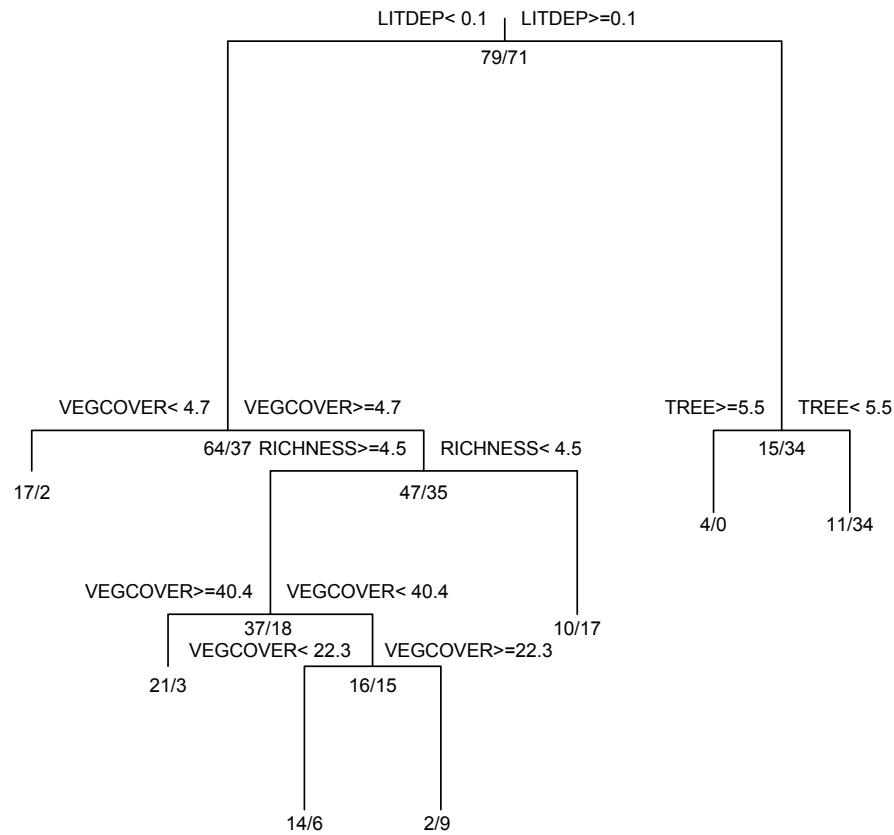 LITDEP< 0.1 LITDEP>=0.1
79/71
VEGCOVER< 4.7 VEGCOVER>=4.7 TREE>=5.5 TREE< 5.5
64/37 RICHNESS>=4.5 RICHNESS< 4.5 15/34
17/2 47/35
4/0 11/34
VEGCOVER>=40.4 VEGCOVER< 40.4
37/18 10/17
VEGCOVER< 22.3 VEGCOVER>=22.3
21/3 16/15
14/6 2/9